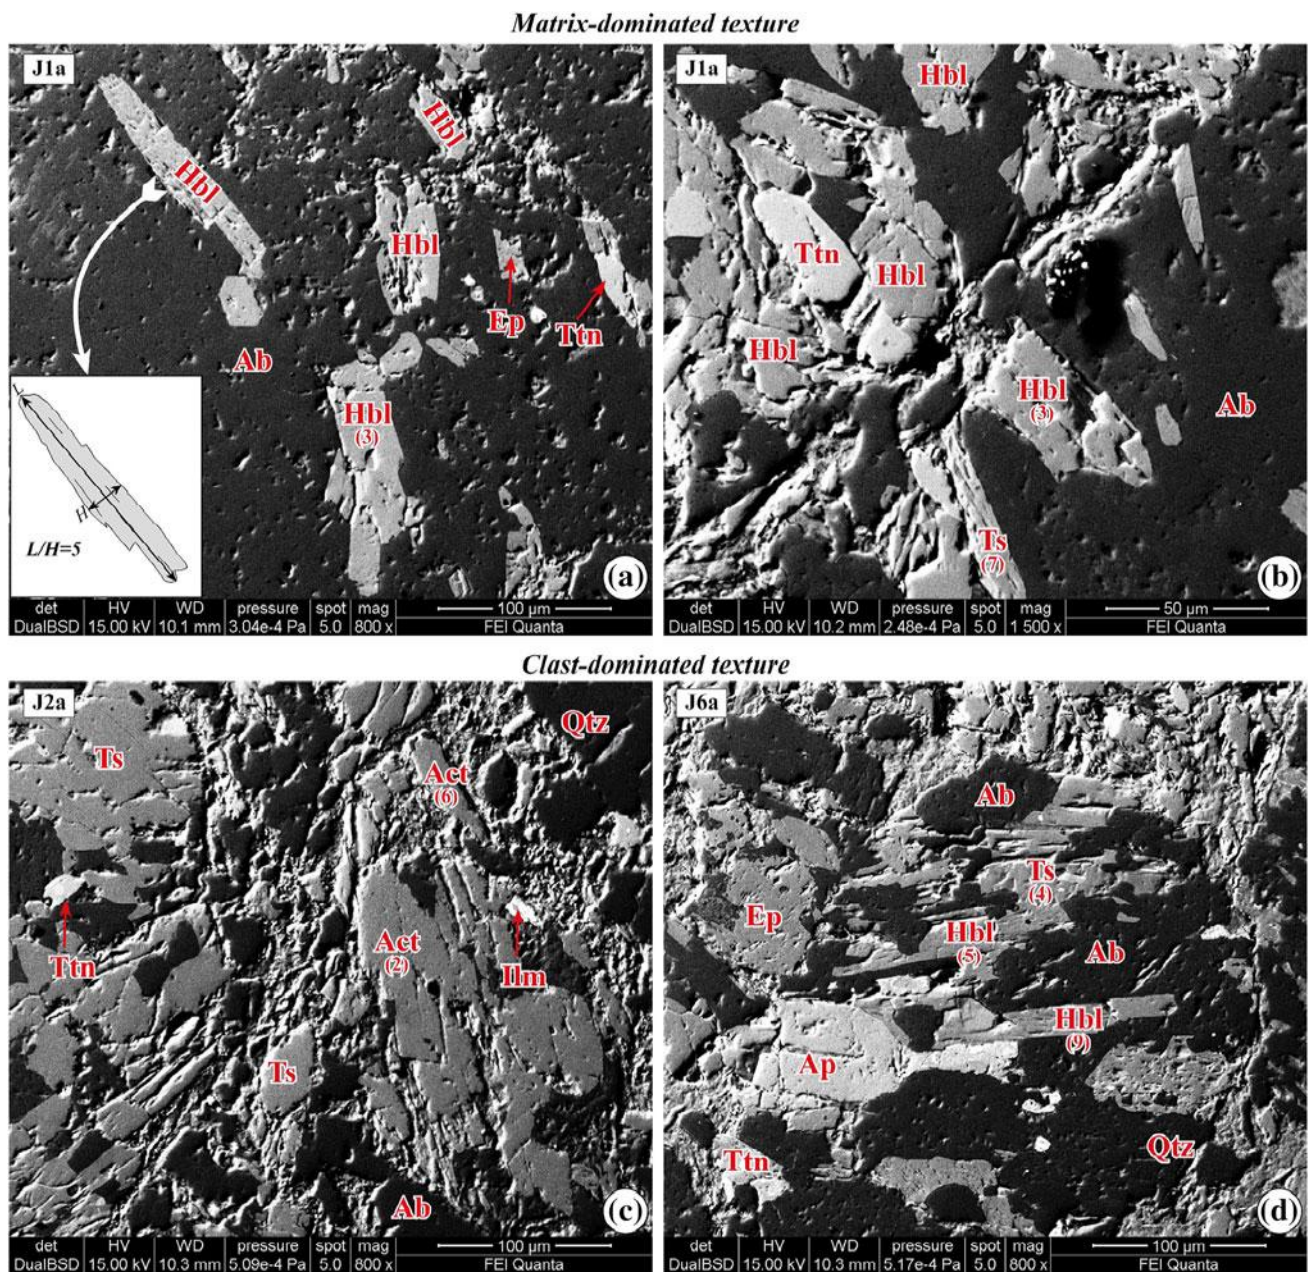 Matrix-dominated texture
J1a
Hbl
Hbl
Hbl
Ep
Ttn
Ab
Hbl
(3)
L
H
L/H=5
(a)
det HV WD pressure spot mag 100 µm
DualBSD 15.00 kV 10.1 mm 3.04e-4 Pa 5.0 800 x FEI Quanta
J1a
Hbl
Ttn
Hbl
Hbl
Hbl
(3)
Ab
Ts
(7)
(b)
det HV WD pressure spot mag 50 µm
DualBSD 15.00 kV 10.2 mm 2.48e-4 Pa 5.0 1 500 x FEI Quanta
Clast-dominated texture
J2a
Qtz
Ts
Act
(6)
Act
(2)
Ttn
Ilm
Ts
Ab
(c)
det HV WD pressure spot mag 100 µm
DualBSD 15.00 kV 10.3 mm 5.09e-4 Pa 5.0 800 x FEI Quanta
J6a
Ab
Ts
(4)
Ep
Hbl
(5)
Ab
Hbl
(9)
Ap
Ttn
Qtz
(d)
det HV WD pressure spot mag 100 µm
DualBSD 15.00 kV 10.3 mm 5.17e-4 Pa 5.0 800 x FEI Quanta